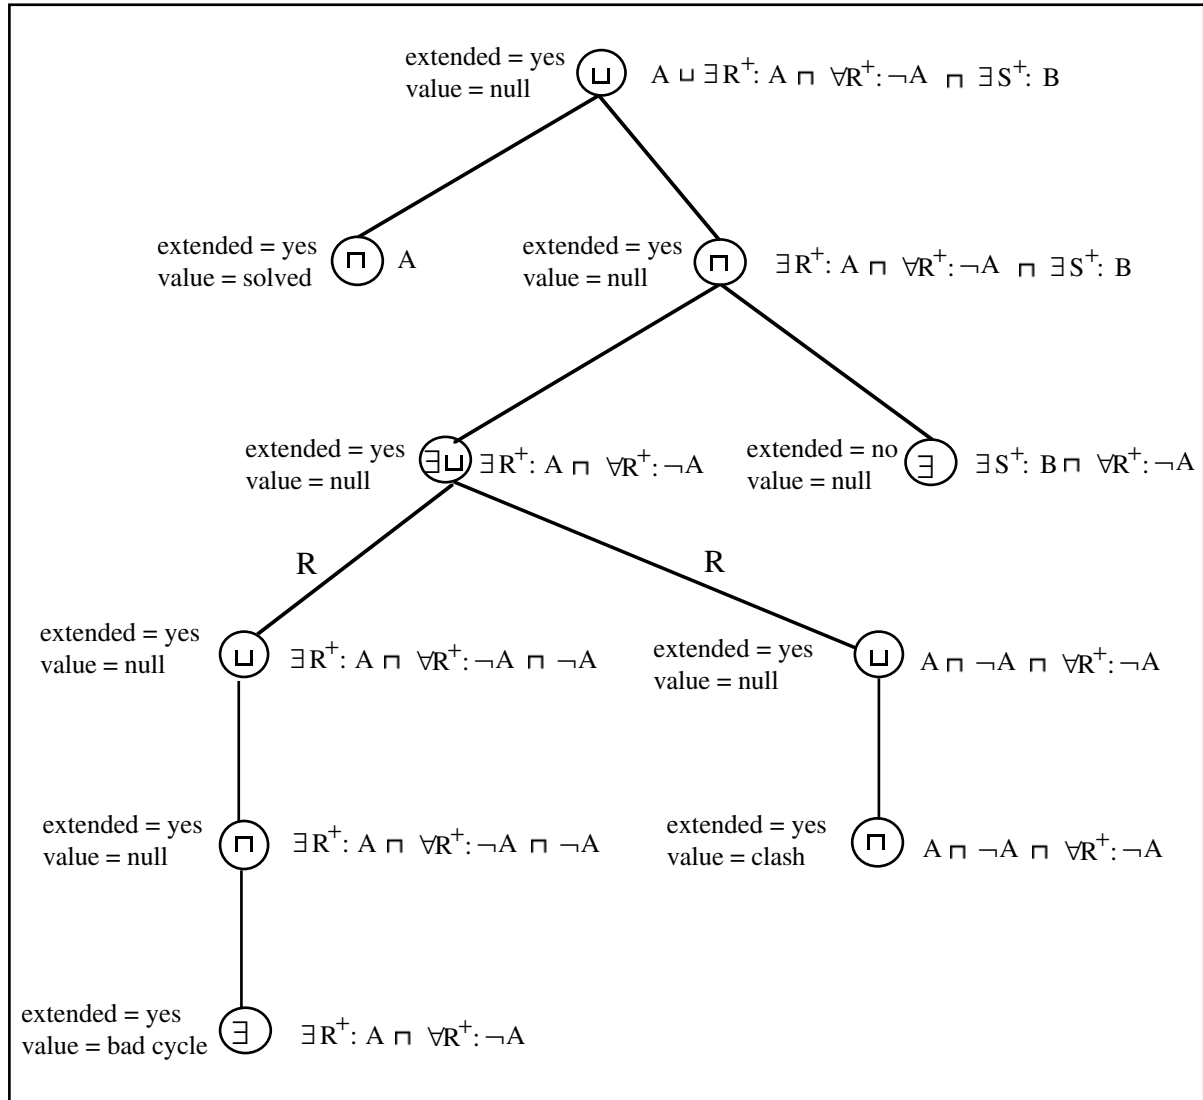 extended = yes
value = null
⊔
A ⊔ ∃R⁺: A ⊓ ∀R⁺: ¬A ⊓ ∃S⁺: B
extended = yes
value = solved
⊓
A
extended = yes
value = null
⊓
∃R⁺: A ⊓ ∀R⁺: ¬A ⊓ ∃S⁺: B
extended = yes
value = null
∃⊔
∃R⁺: A ⊓ ∀R⁺: ¬A
extended = no
value = null
∃
∃S⁺: B ⊓ ∀R⁺: ¬A
R
R
extended = yes
value = null
⊔
∃R⁺: A ⊓ ∀R⁺: ¬A ⊓ ¬A
extended = yes
value = null
⊔
A ⊓ ¬A ⊓ ∀R⁺: ¬A
extended = yes
value = null
⊓
∃R⁺: A ⊓ ∀R⁺: ¬A ⊓ ¬A
extended = yes
value = clash
⊓
A ⊓ ¬A ⊓ ∀R⁺: ¬A
extended = yes
value = bad cycle
∃
∃R⁺: A ⊓ ∀R⁺: ¬A